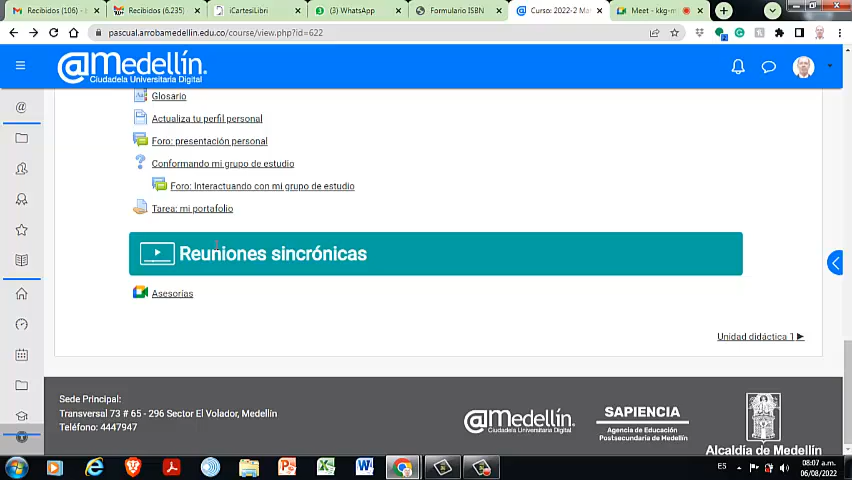 Recibidos (106) -
Recibidos (6.235)
iCartesiLibri
(3) WhatsApp
Formulario ISBN
Curso: 2022-2 Ma
Meet - kkg-m
pascual.arrobamedellin.edu.co/course/view.php?id=622
@Medellín.
Ciudadela Universitaria Digital
Glosario
Actualiza tu perfil personal
Foro: presentación personal
Conformando mi grupo de estudio
Foro: Interactuando con mi grupo de estudio
Tarea: mi portafolio
Reuniones sincrónicas
Asesorías
Unidad didáctica 1 ▶
Sede Principal:
Transversal 73 # 65 - 296 Sector El Volador, Medellín
Teléfono: 4447947
@Medellín.
Ciudadela Universitaria Digital
SAPIENCIA
Agencia de Educación
Postsecundaria de Medellín
Alcaldía de Medellín
ES
08:07 a.m.
06/08/2022